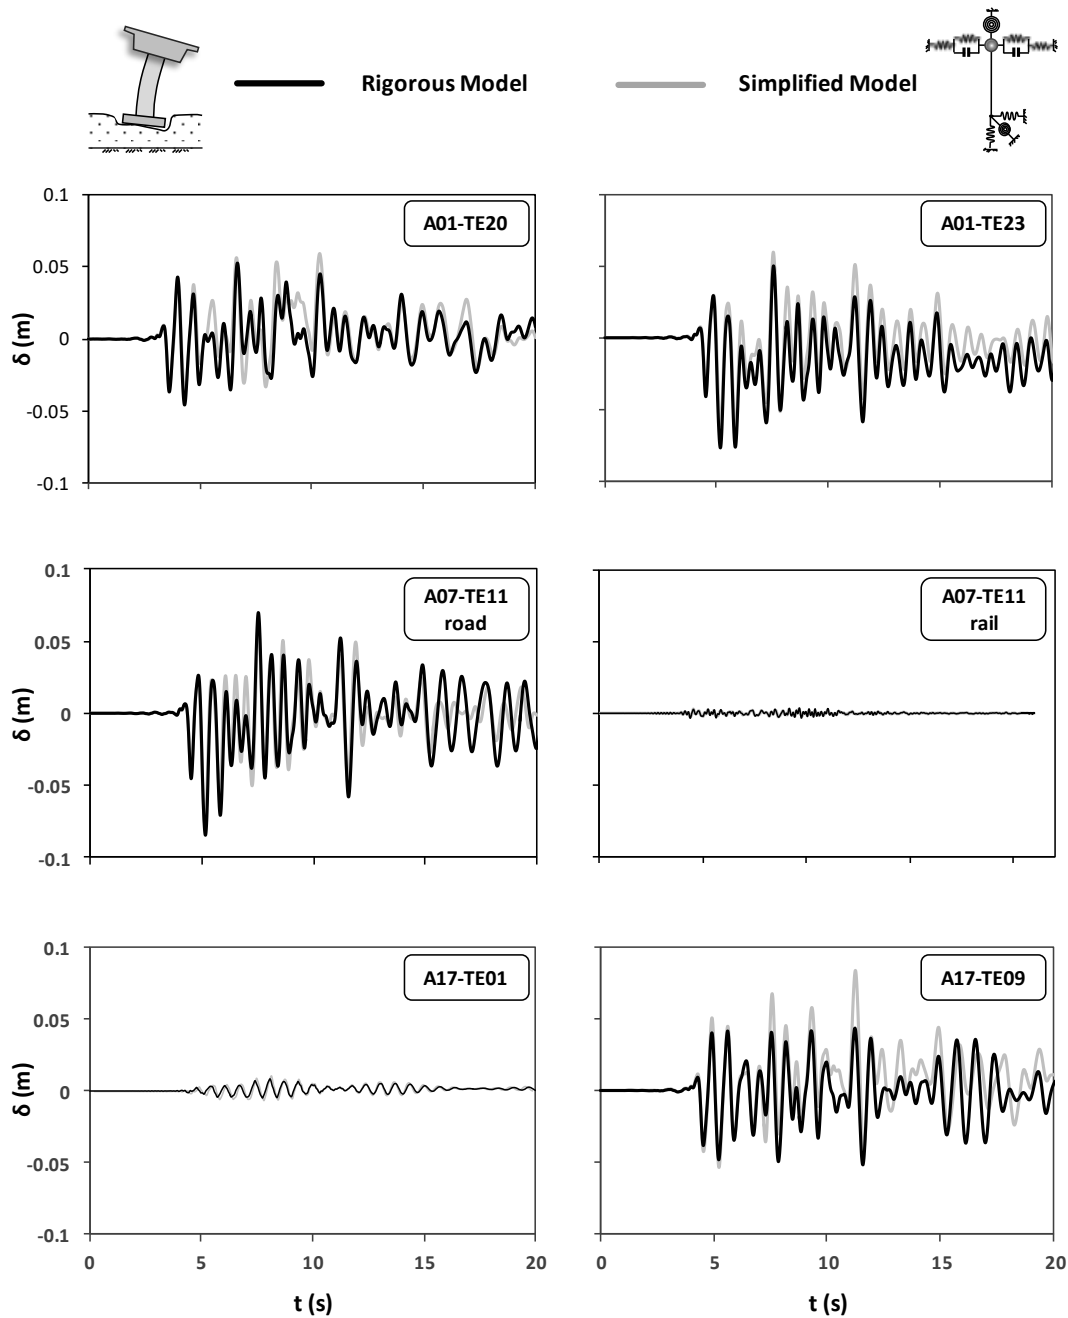 Rigorous Model
Simplified Model
0.1
0.05
0
-0.05
-0.1
δ (m)
A01-TE20
A01-TE23
0.1
0.05
0
-0.05
-0.1
δ (m)
A07-TE11
road
A07-TE11
rail
0.1
0.05
0
-0.05
-0.1
δ (m)
A17-TE01
A17-TE09
0 5 10 15 20
t (s)
0 5 10 15 20
t (s)